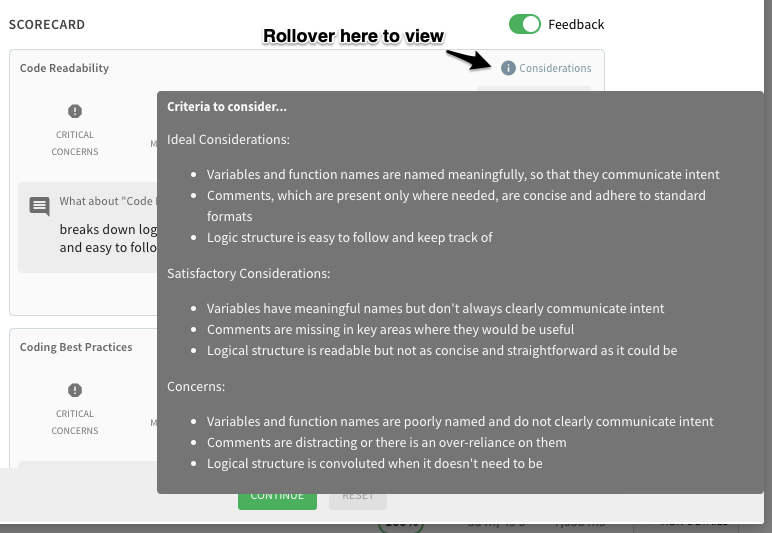 SCORECARD
Rollover here to view
Feedback
Code Readability
Considerations
Criteria to consider...
CRITICAL
CONCERNS
M
Ideal Considerations:
Variables and function names are named meaningfully, so that they communicate intent
Comments, which are present only where needed, are concise and adhere to standard
formats
Logic structure is easy to follow and keep track of
What about "Code
breaks down log
and easy to follo
Satisfactory Considerations:
Variables have meaningful names but don't always clearly communicate intent
Comments are missing in key areas where they would be useful
Logical structure is readable but not as concise and straightforward as it could be
Coding Best Practices
CRITICAL
CONCERNS
M
Concerns:
Variables and function names are poorly named and do not clearly communicate intent
Comments are distracting or there is an over-reliance on them
Logical structure is convoluted when it doesn't need to be
CONTINUE
RESET